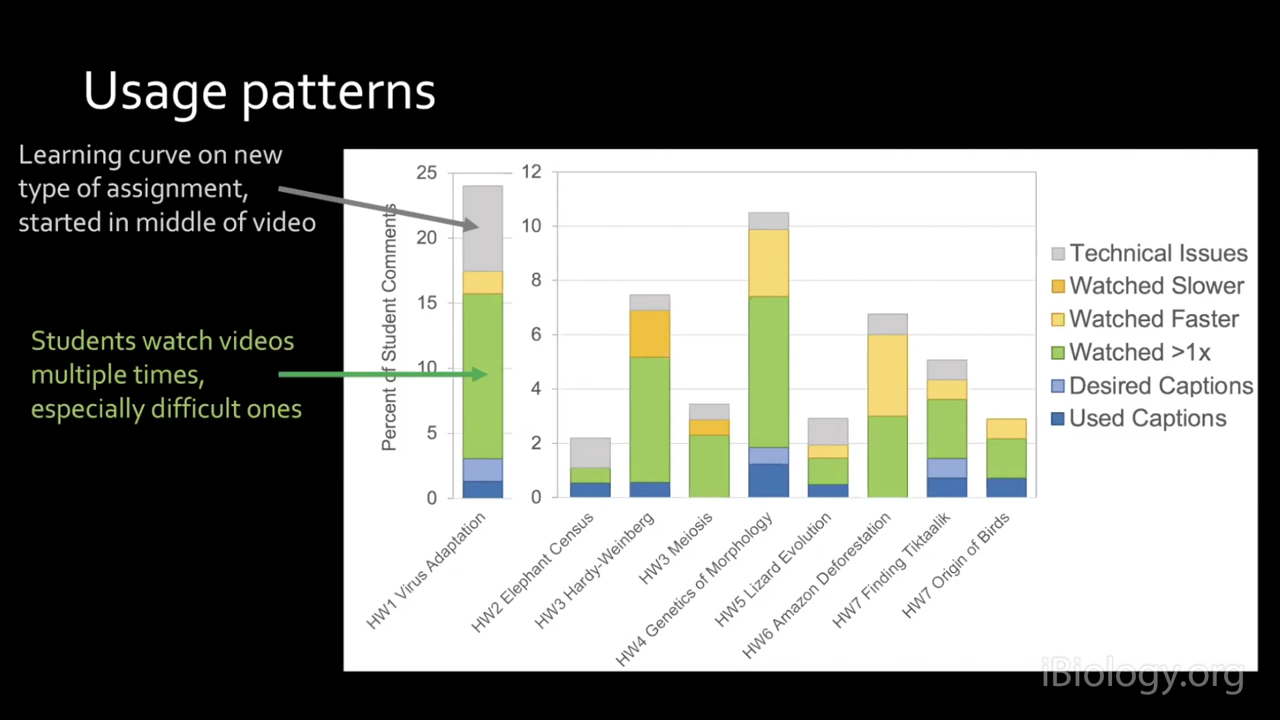 Usage patterns
Learning curve on new
type of assignment,
started in middle of video
Students watch videos
multiple times,
especially difficult ones
Percent of Student Comments
25
20
15
10
5
0
12
10
8
6
4
2
0
HW1 Virus Adaptation
HW2 Elephant Census
HW3 Hardy-Weinberg
HW3 Meiosis
HW4 Genetics of Morphology
HW5 Lizard Evolution
HW6 Amazon Deforestation
HW7 Finding Tiktaalik
HW7 Origin of Birds
Technical Issues
Watched Slower
Watched Faster
Watched >1x
Desired Captions
Used Captions
iBiology.org